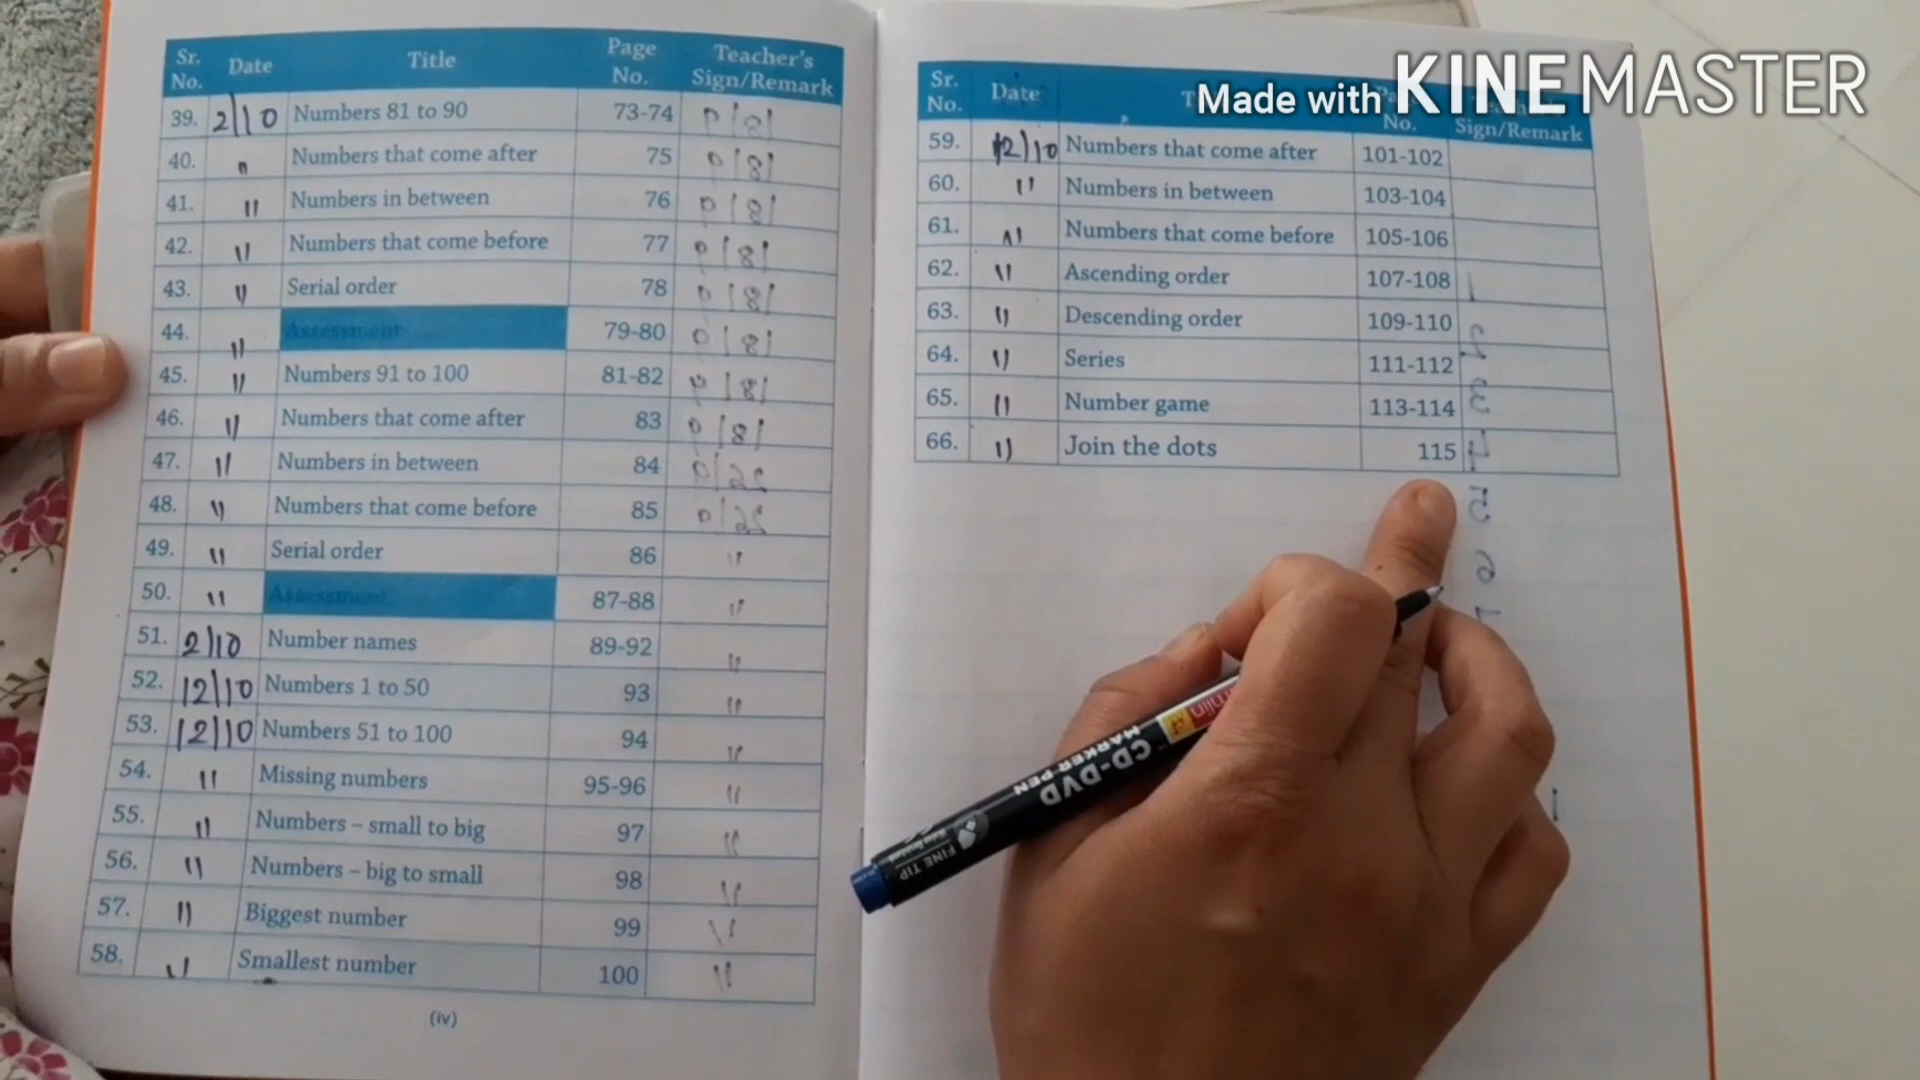 Made with KINEMASTER
Sr. No. Date Title Page No. Teacher's Sign/Remark
39. 2/10 Numbers 81 to 90 73-74
40. " Numbers that come after 75
41. " Numbers in between 76
42. " Numbers that come before 77
43. " Serial order 78
44. " Assessment 79-80
45. " Numbers 91 to 100 81-82
46. " Numbers that come after 83
47. " Numbers in between 84
48. " Numbers that come before 85
49. " Serial order 86 "
50. " Assessment 87-88 "
51. 2/10 Number names 89-92 "
52. 12/10 Numbers 1 to 50 93 "
53. 12/10 Numbers 51 to 100 94 "
54. " Missing numbers 95-96 "
55. " Numbers – small to big 97 "
56. " Numbers – big to small 98 "
57. " Biggest number 99 "
58. " Smallest number 100 "
(iv)
Sr. No. Date No. Sign/Remark
59. 12/10 Numbers that come after 101-102
60. " Numbers in between 103-104
61. " Numbers that come before 105-106
62. " Ascending order 107-108
63. " Descending order 109-110
64. " Series 111-112
65. " Number game 113-114
66. " Join the dots 115
CD-DVD
MARKER PEN
FINE TIP